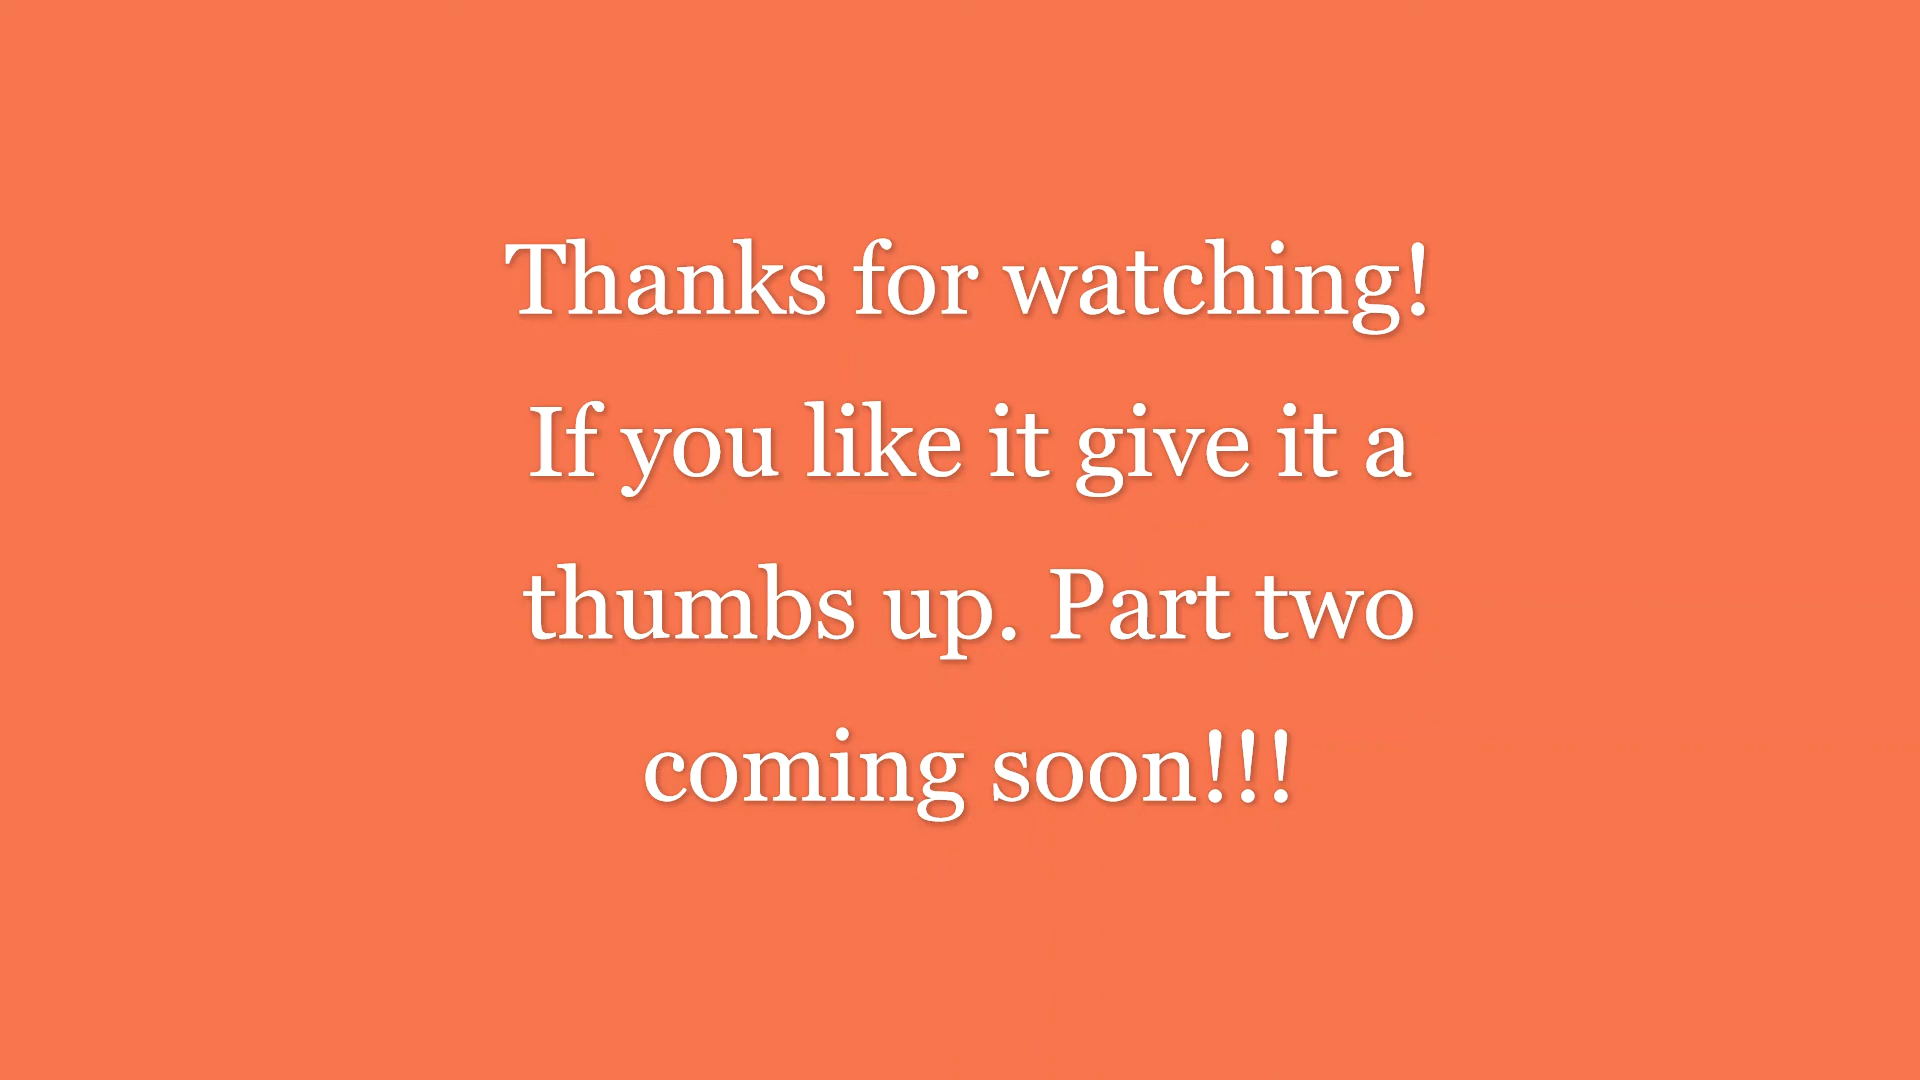 Thanks for watching!
If you like it give it a
thumbs up. Part two
coming soon!!!